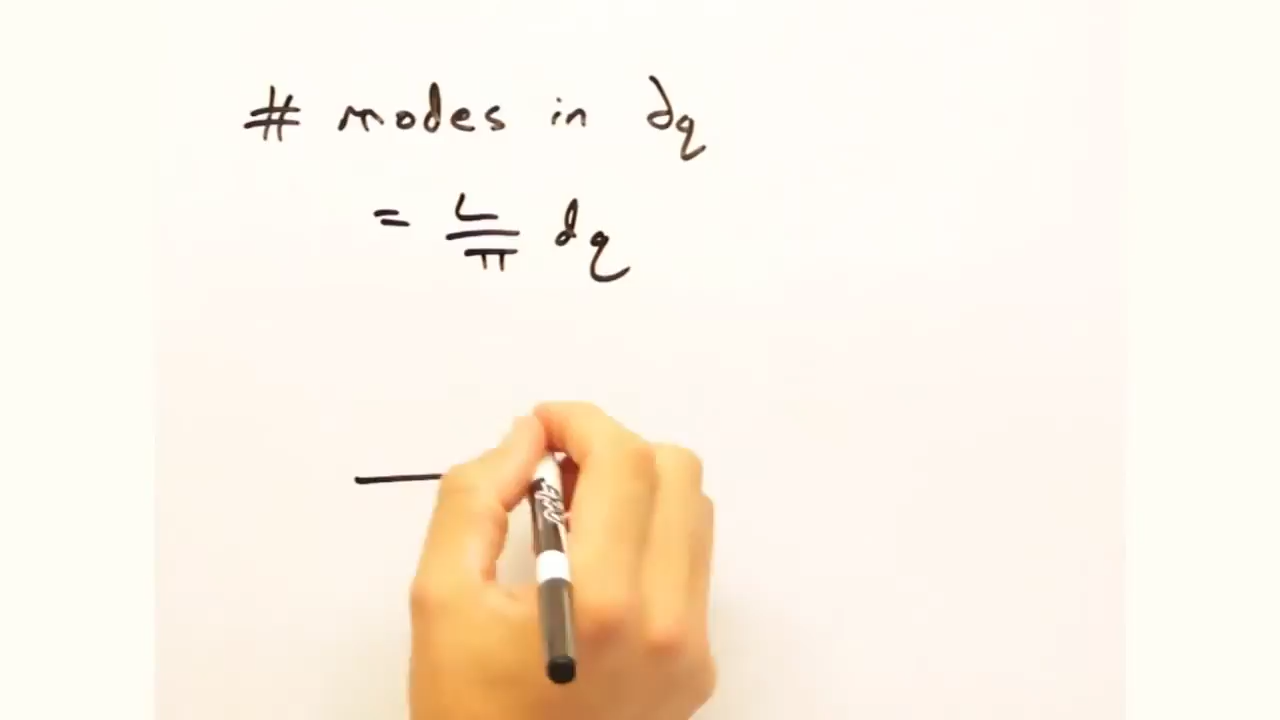 # modes in dq
= L/π dq